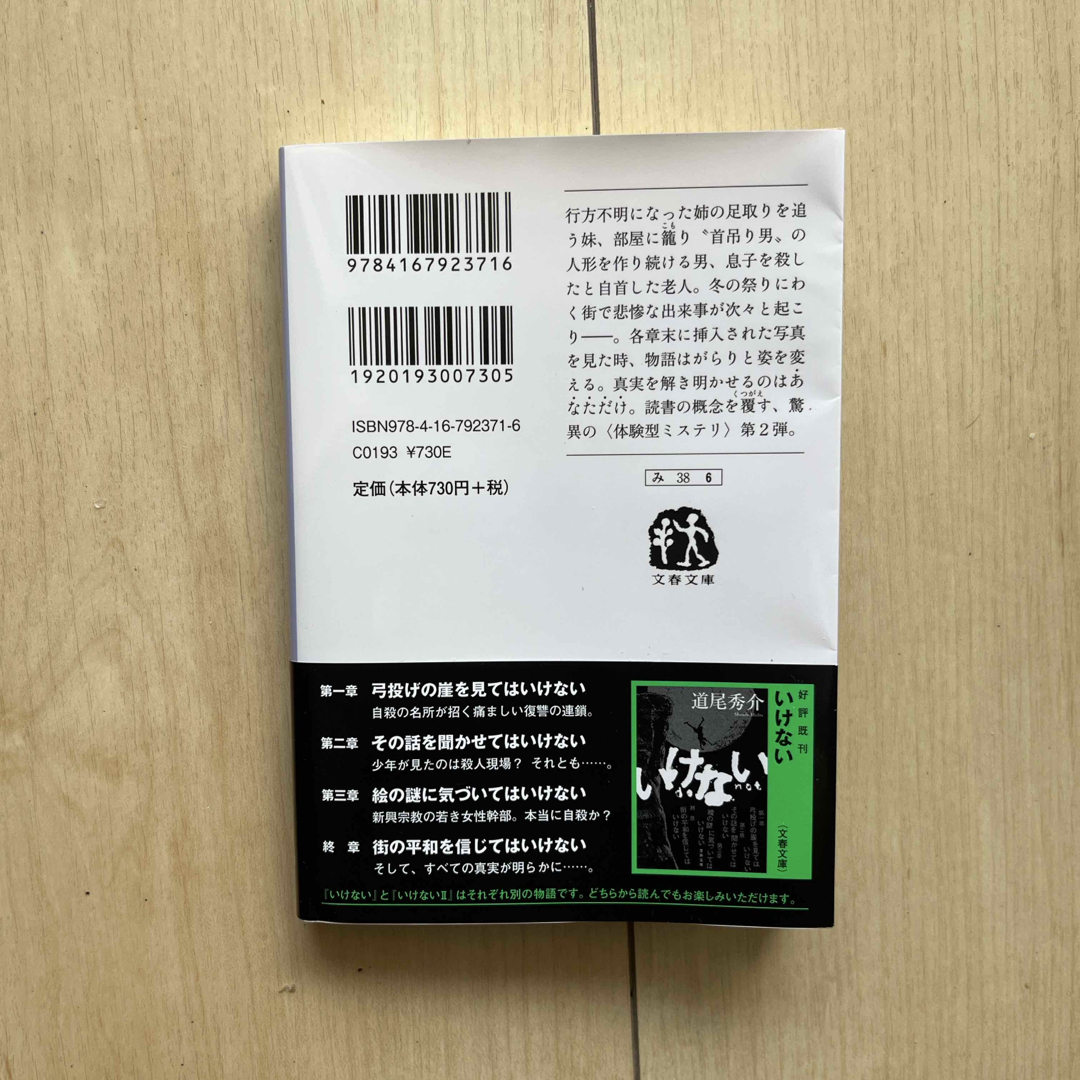 9784167923716
1920193007305
ISBN978-4-16-792371-6
C0193 ¥730E
定価(本体730円+税)
行方不明になった姉の足取りを追
う妹、部屋に籠り〝首吊り男〟の
こも
人形を作り続ける男、息子を殺し
たと自首した老人。冬の祭りにわ
く街で悲惨な出来事が次々と起こ
り――。各章末に挿入された写真
を見た時、物語はがらりと姿を変
える。真実を解き明かせるのはあ
なただけ。読書の概念を覆す、驚
くつがえ
異の〈体験型ミステリ〉第2弾。
み 38 6
文春文庫
第一章 弓投げの崖を見てはいけない
自殺の名所が招く痛ましい復讐の連鎖。
第二章 その話を聞かせてはいけない
少年が見たのは殺人現場? それとも……。
第三章 絵の謎に気づいてはいけない
新興宗教の若き女性幹部。本当に自殺か?
終章 街の平和を信じてはいけない
そして、すべての真実が明らかに……。
道尾秀介
いけない
not
好評既刊
いけない
(文春文庫)
『いけない』と『いけないⅡ』はそれぞれ別の物語です。どちらから読んでもお楽しみいただけます。